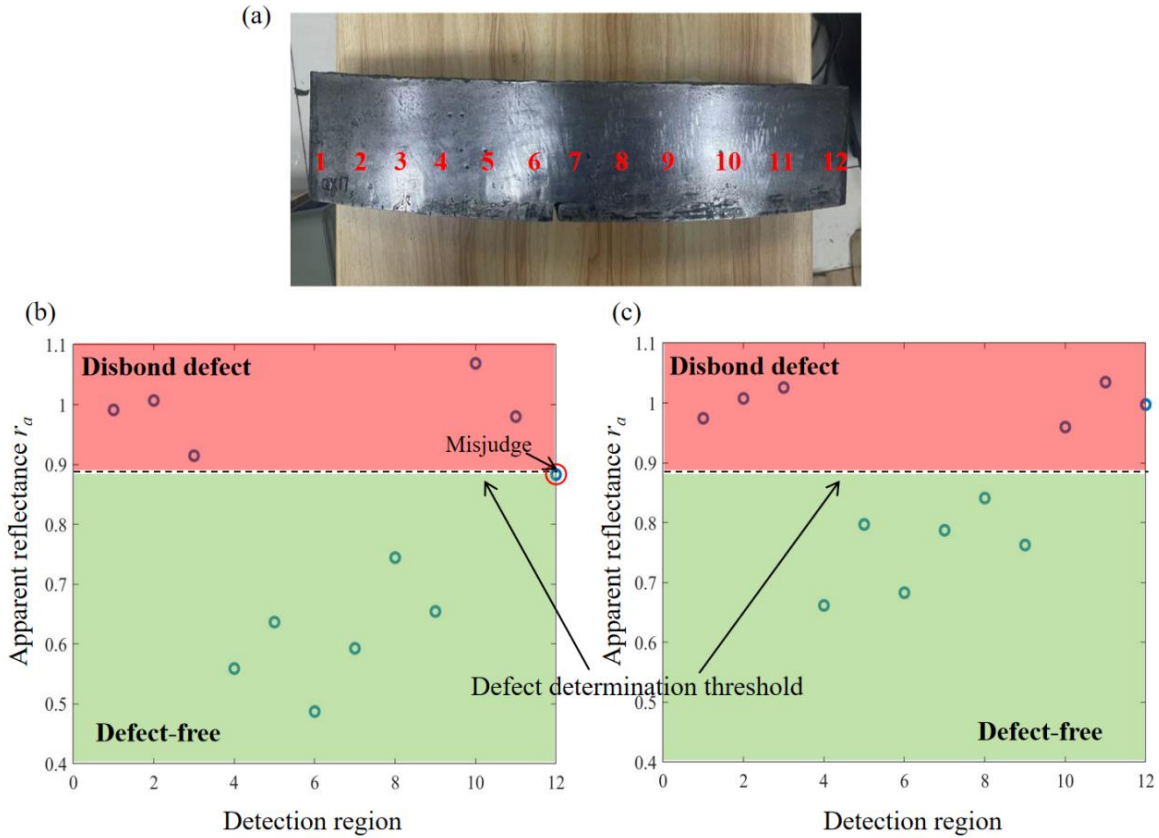 (a)
1 2 3 4 5 6 7 8 9 10 11 12
(b)
(c)
1.1
1
0.9
0.8
0.7
0.6
0.5
0.4
0 2 4 6 8 10 12
Apparent reflectance rₐ
Detection region
Disbond defect
Misjudge
Defect-free
1.1
1
0.9
0.8
0.7
0.6
0.5
0.4
0 2 4 6 8 10 12
Apparent reflectance rₐ
Detection region
Disbond defect
Defect-free
Defect determination threshold